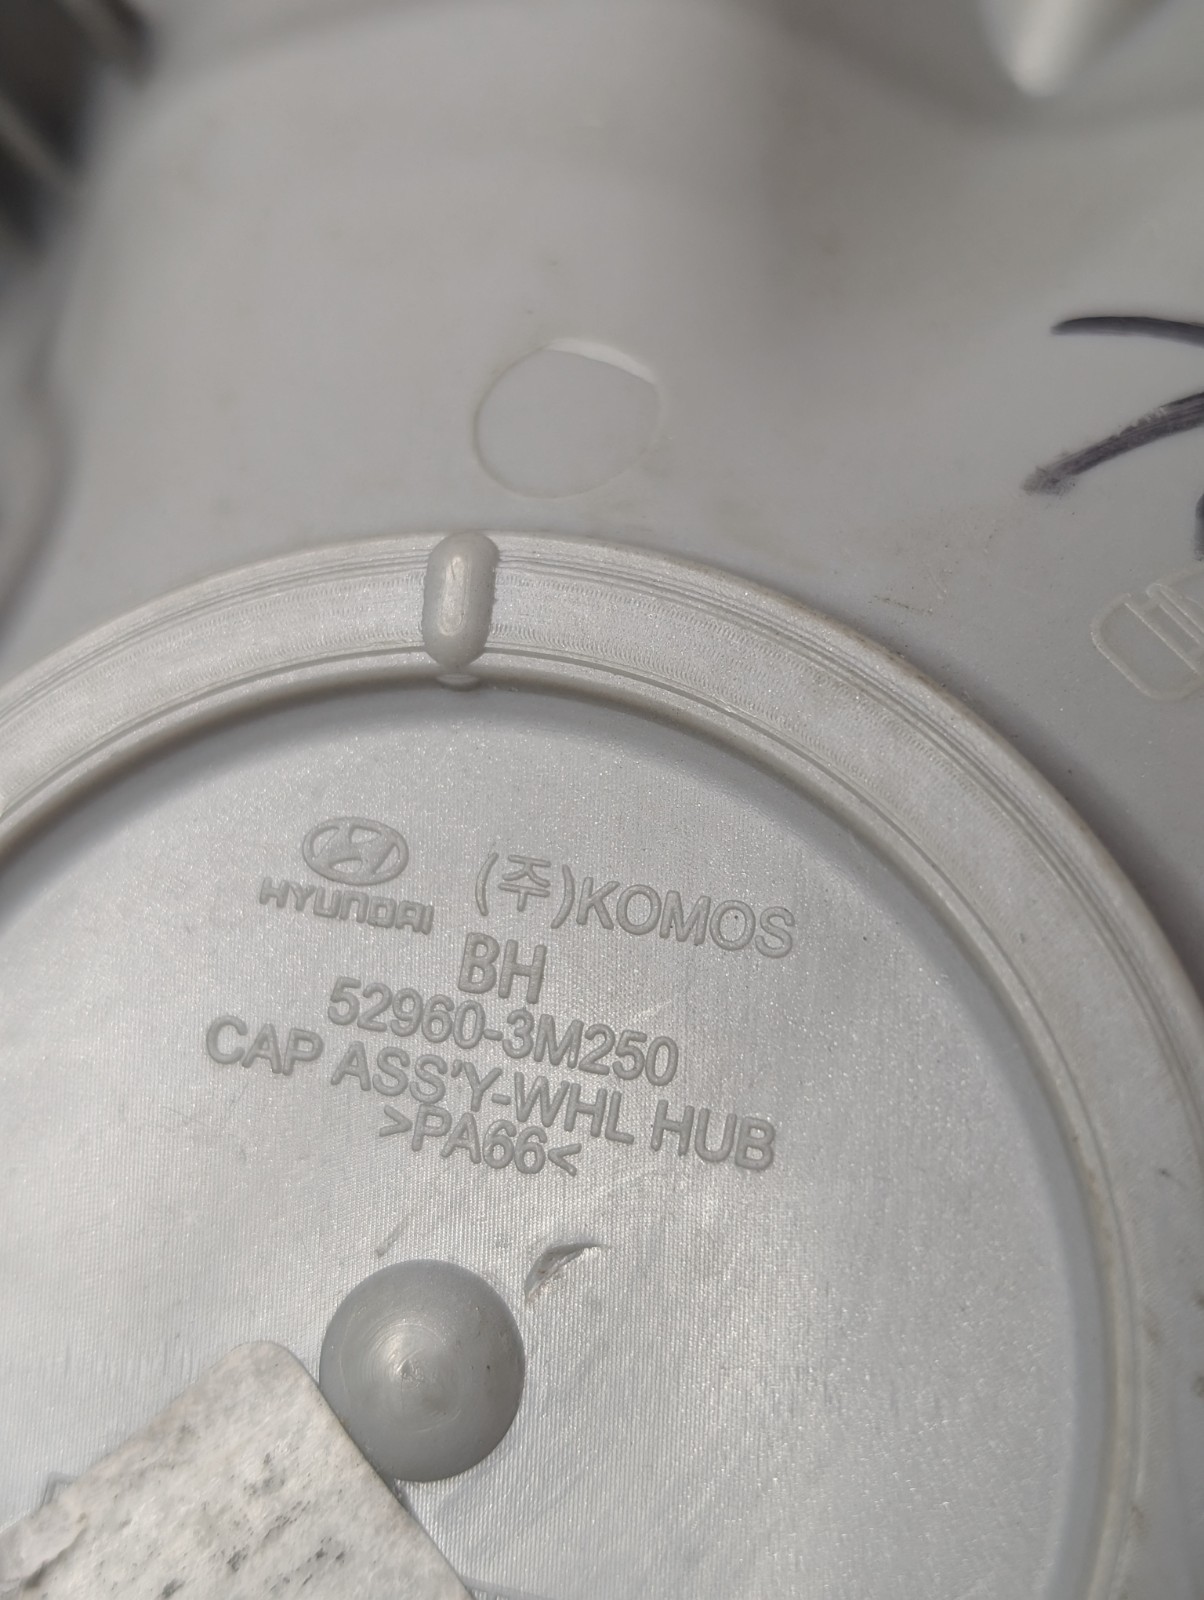 HYUNDAI (주)KOMOS
BH
52960-3M250
CAP ASS'Y-WHL HUB
>PA66<